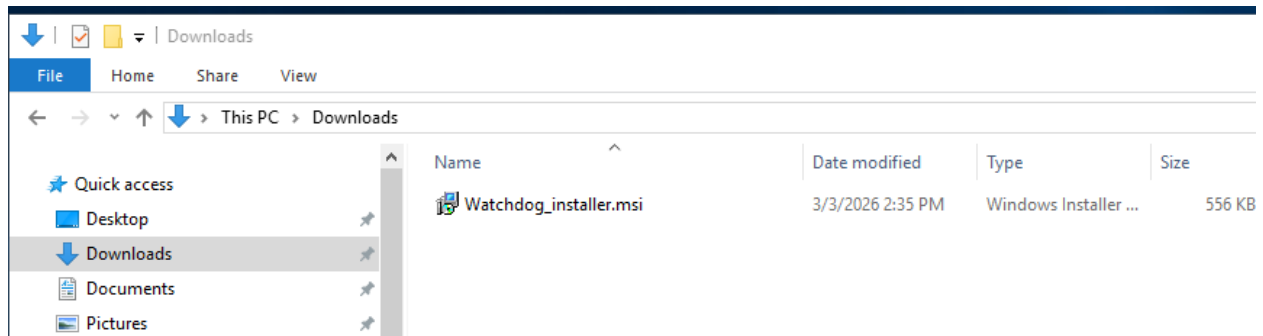 Downloads
File Home Share View
This PC > Downloads
Name Date modified Type Size
Quick access
Watchdog_installer.msi 3/3/2026 2:35 PM Windows Installer ... 556 KB
Desktop
Downloads
Documents
Pictures